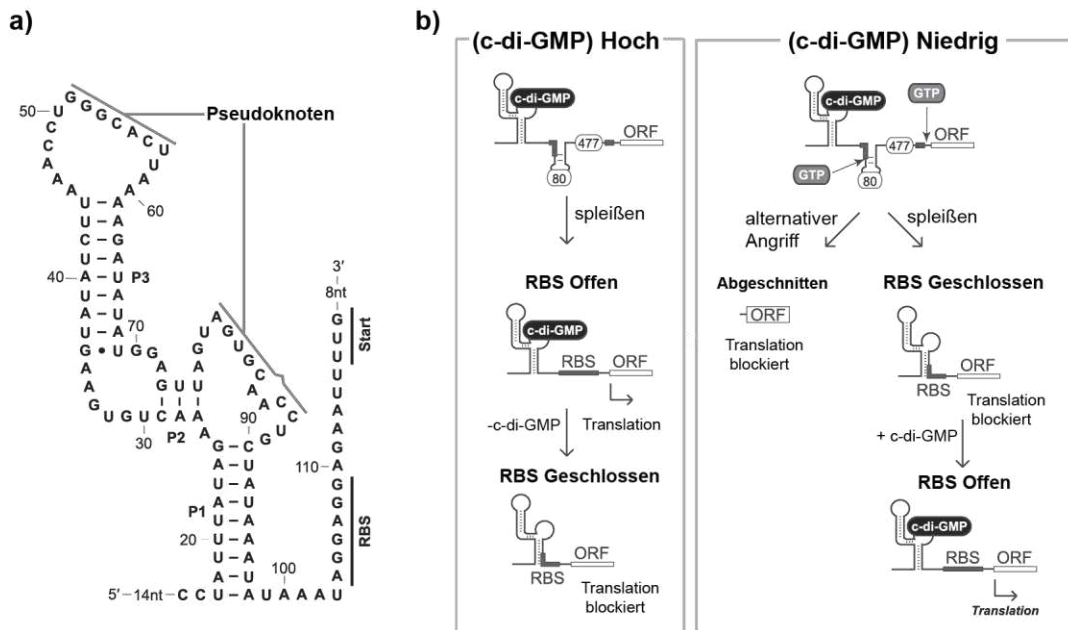 a)
Pseudoknoten
50
U G G G C A C U U A A
A A A C C
60
U – A
U – A
C – G
U – A
40
P3
70
G • U
G G A G
A A G U G U C
30
P2
U A G U G C A A C C U G
90
3′
8nt
G U U U U A A G A G G A G G A
Start
110
RBS
P1
20
100
5′ – 14nt – C C U – A U A A A U
b)
(c-di-GMP) Hoch
c-di-GMP
477
ORF
80
spleißen
RBS Offen
c-di-GMP
RBS
ORF
-c-di-GMP
Translation
RBS Geschlossen
RBS
ORF
Translation
blockiert
(c-di-GMP) Niedrig
c-di-GMP
GTP
477
ORF
GTP
80
alternativer
Angriff
spleißen
Abgeschnitten
ORF
Translation
blockiert
RBS Geschlossen
ORF
RBS
Translation
blockiert
+ c-di-GMP
RBS Offen
c-di-GMP
RBS
ORF
Translation